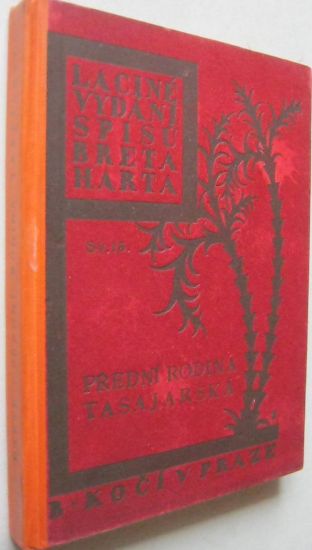 LACINÉ
VYDÁNÍ
SPISŮ
BRETA
HARTA
PŘEDNÍ RODINA
TASAJARSKÁ
B. KOČÍ V PRAZE